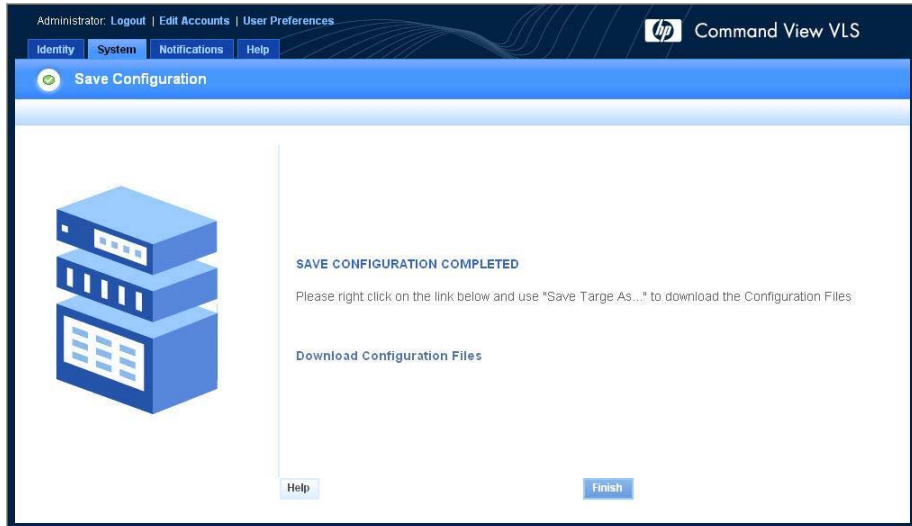 Administrator: Logout | Edit Accounts | User Preferences
hp Command View VLS
Identity System Notifications Help
Save Configuration
SAVE CONFIGURATION COMPLETED
Please right click on the link below and use "Save Targe As..." to download the Configuration Files
Download Configuration Files
Help Finish